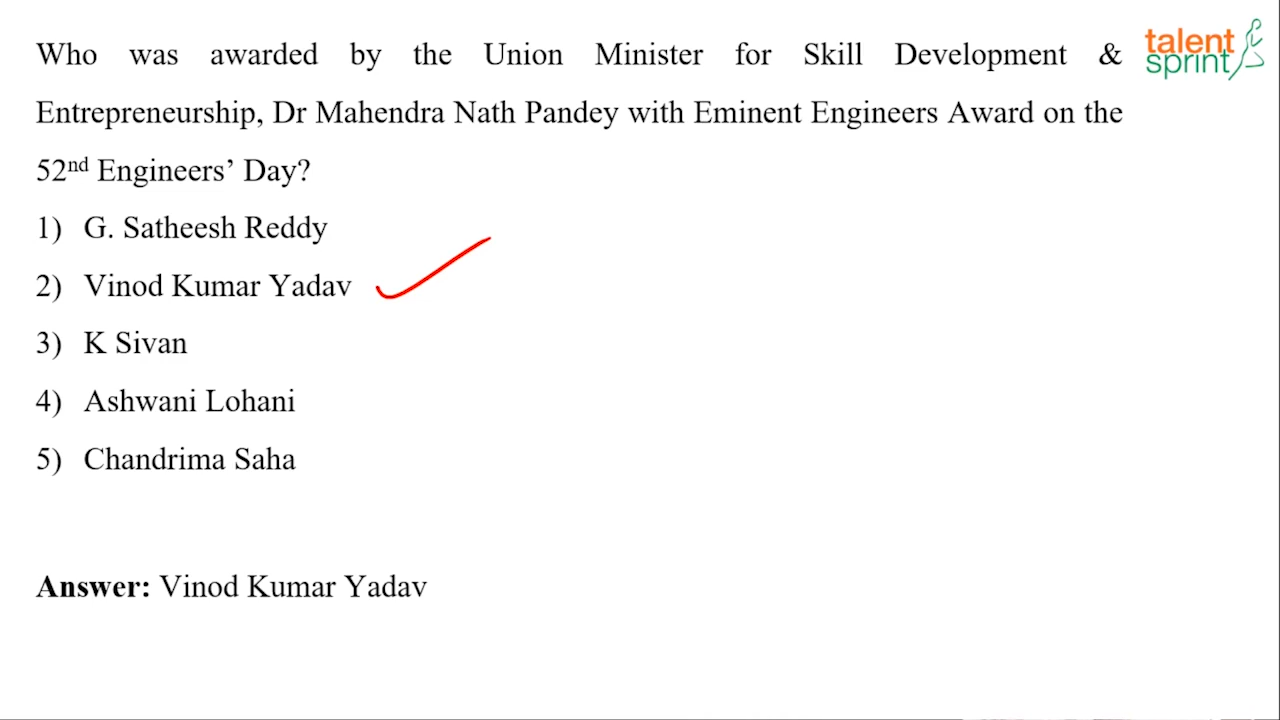 Who was awarded by the Union Minister for Skill Development &
talent
sprint
Entrepreneurship, Dr Mahendra Nath Pandey with Eminent Engineers Award on the
52nd Engineers’ Day?
1) G. Satheesh Reddy
2) Vinod Kumar Yadav
3) K Sivan
4) Ashwani Lohani
5) Chandrima Saha
Answer: Vinod Kumar Yadav